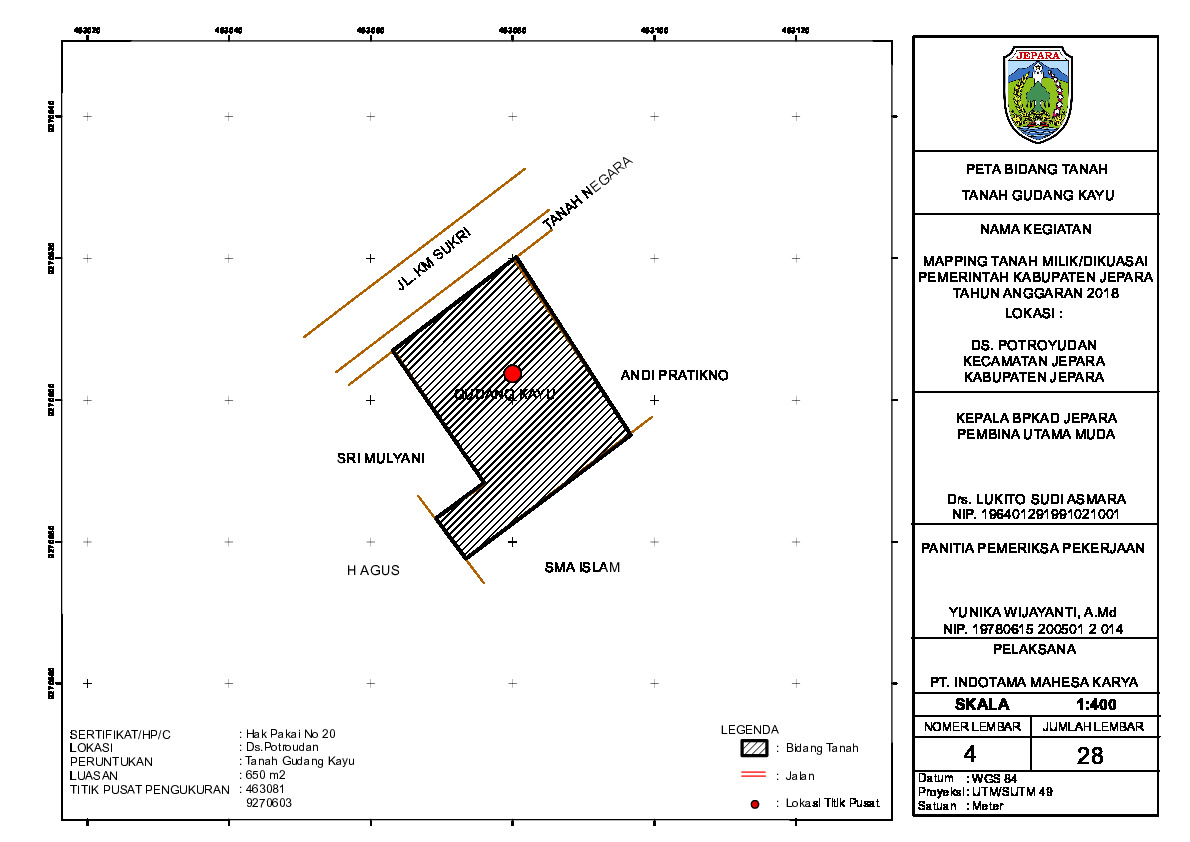 463020 463040 463060 463080 463100 463120
9270640
9270620
9270600
9270580
9270560
JL. KM SUKRI
TANAH NEGARA
GUDANG KAYU
ANDI PRATIKNO
SRI MULYANI
H AGUS
SMA ISLAM
SERTIFIKAT/HP/C : Hak Pakai No 20
LOKASI : Ds.Potroudan
PERUNTUKAN : Tanah Gudang Kayu
LUASAN : 650 m2
TITIK PUSAT PENGUKURAN : 463081
9270603
LEGENDA
: Bidang Tanah
: Jalan
: Lokasi Titik Pusat
JEPARA
PETA BIDANG TANAH
TANAH GUDANG KAYU
NAMA KEGIATAN
MAPPING TANAH MILIK/DIKUASAI
PEMERINTAH KABUPATEN JEPARA
TAHUN ANGGARAN 2018
LOKASI :
DS. POTROYUDAN
KECAMATAN JEPARA
KABUPATEN JEPARA
KEPALA BPKAD JEPARA
PEMBINA UTAMA MUDA
Drs. LUKITO SUDI ASMARA
NIP. 196401291991021001
PANITIA PEMERIKSA PEKERJAAN
YUNIKA WIJAYANTI, A.Md
NIP. 19780615 200501 2 014
PELAKSANA
PT. INDOTAMA MAHESA KARYA
SKALA 1:400
NOMER LEMBAR JUMLAH LEMBAR
4 28
Datum : WGS 84
Proyeksi : UTM/SUTM 49
Satuan : Meter